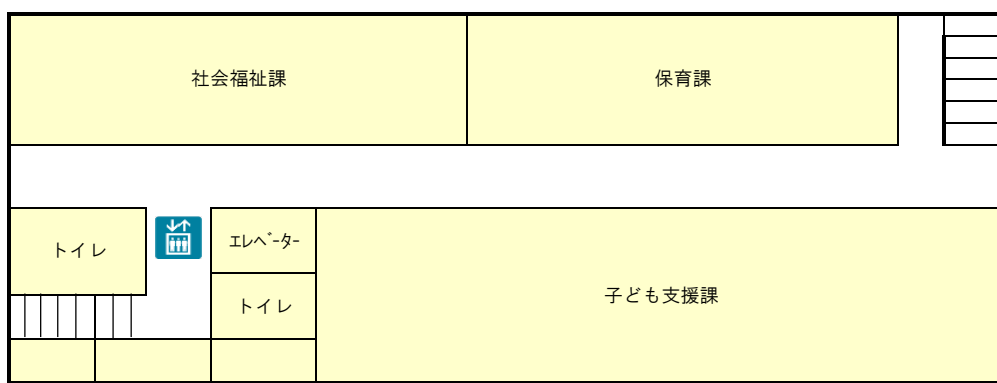 社会福祉課
保育課
トイレ
エレベーター
トイレ
子ども支援課